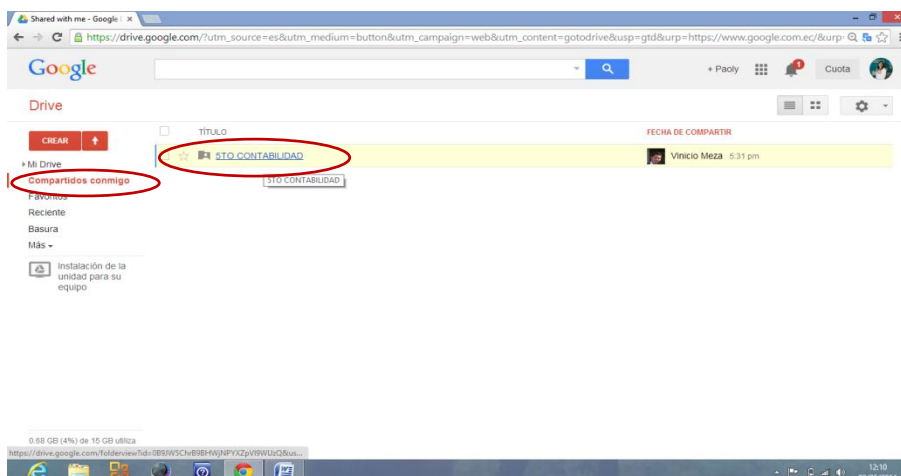 Shared with me - Google
https://drive.google.com/?utm_source=es&utm_medium=button&utm_campaign=web&utm_content=gotodrive&usp=gtd&urp=https://www.google.com.ec/&urp
Google
+ Paoly
1
Cuota
Drive
CREAR
TÍTULO
FECHA DE COMPARTIR
5TO CONTABILIDAD
Vinicio Meza 5:31 pm
5TO CONTABILIDAD
Mi Drive
Compartidos conmigo
Favoritos
Reciente
Basura
Más
Instalación de la
unidad para su
equipo
0.68 GB (4%) de 15 GB utiliza
12:10